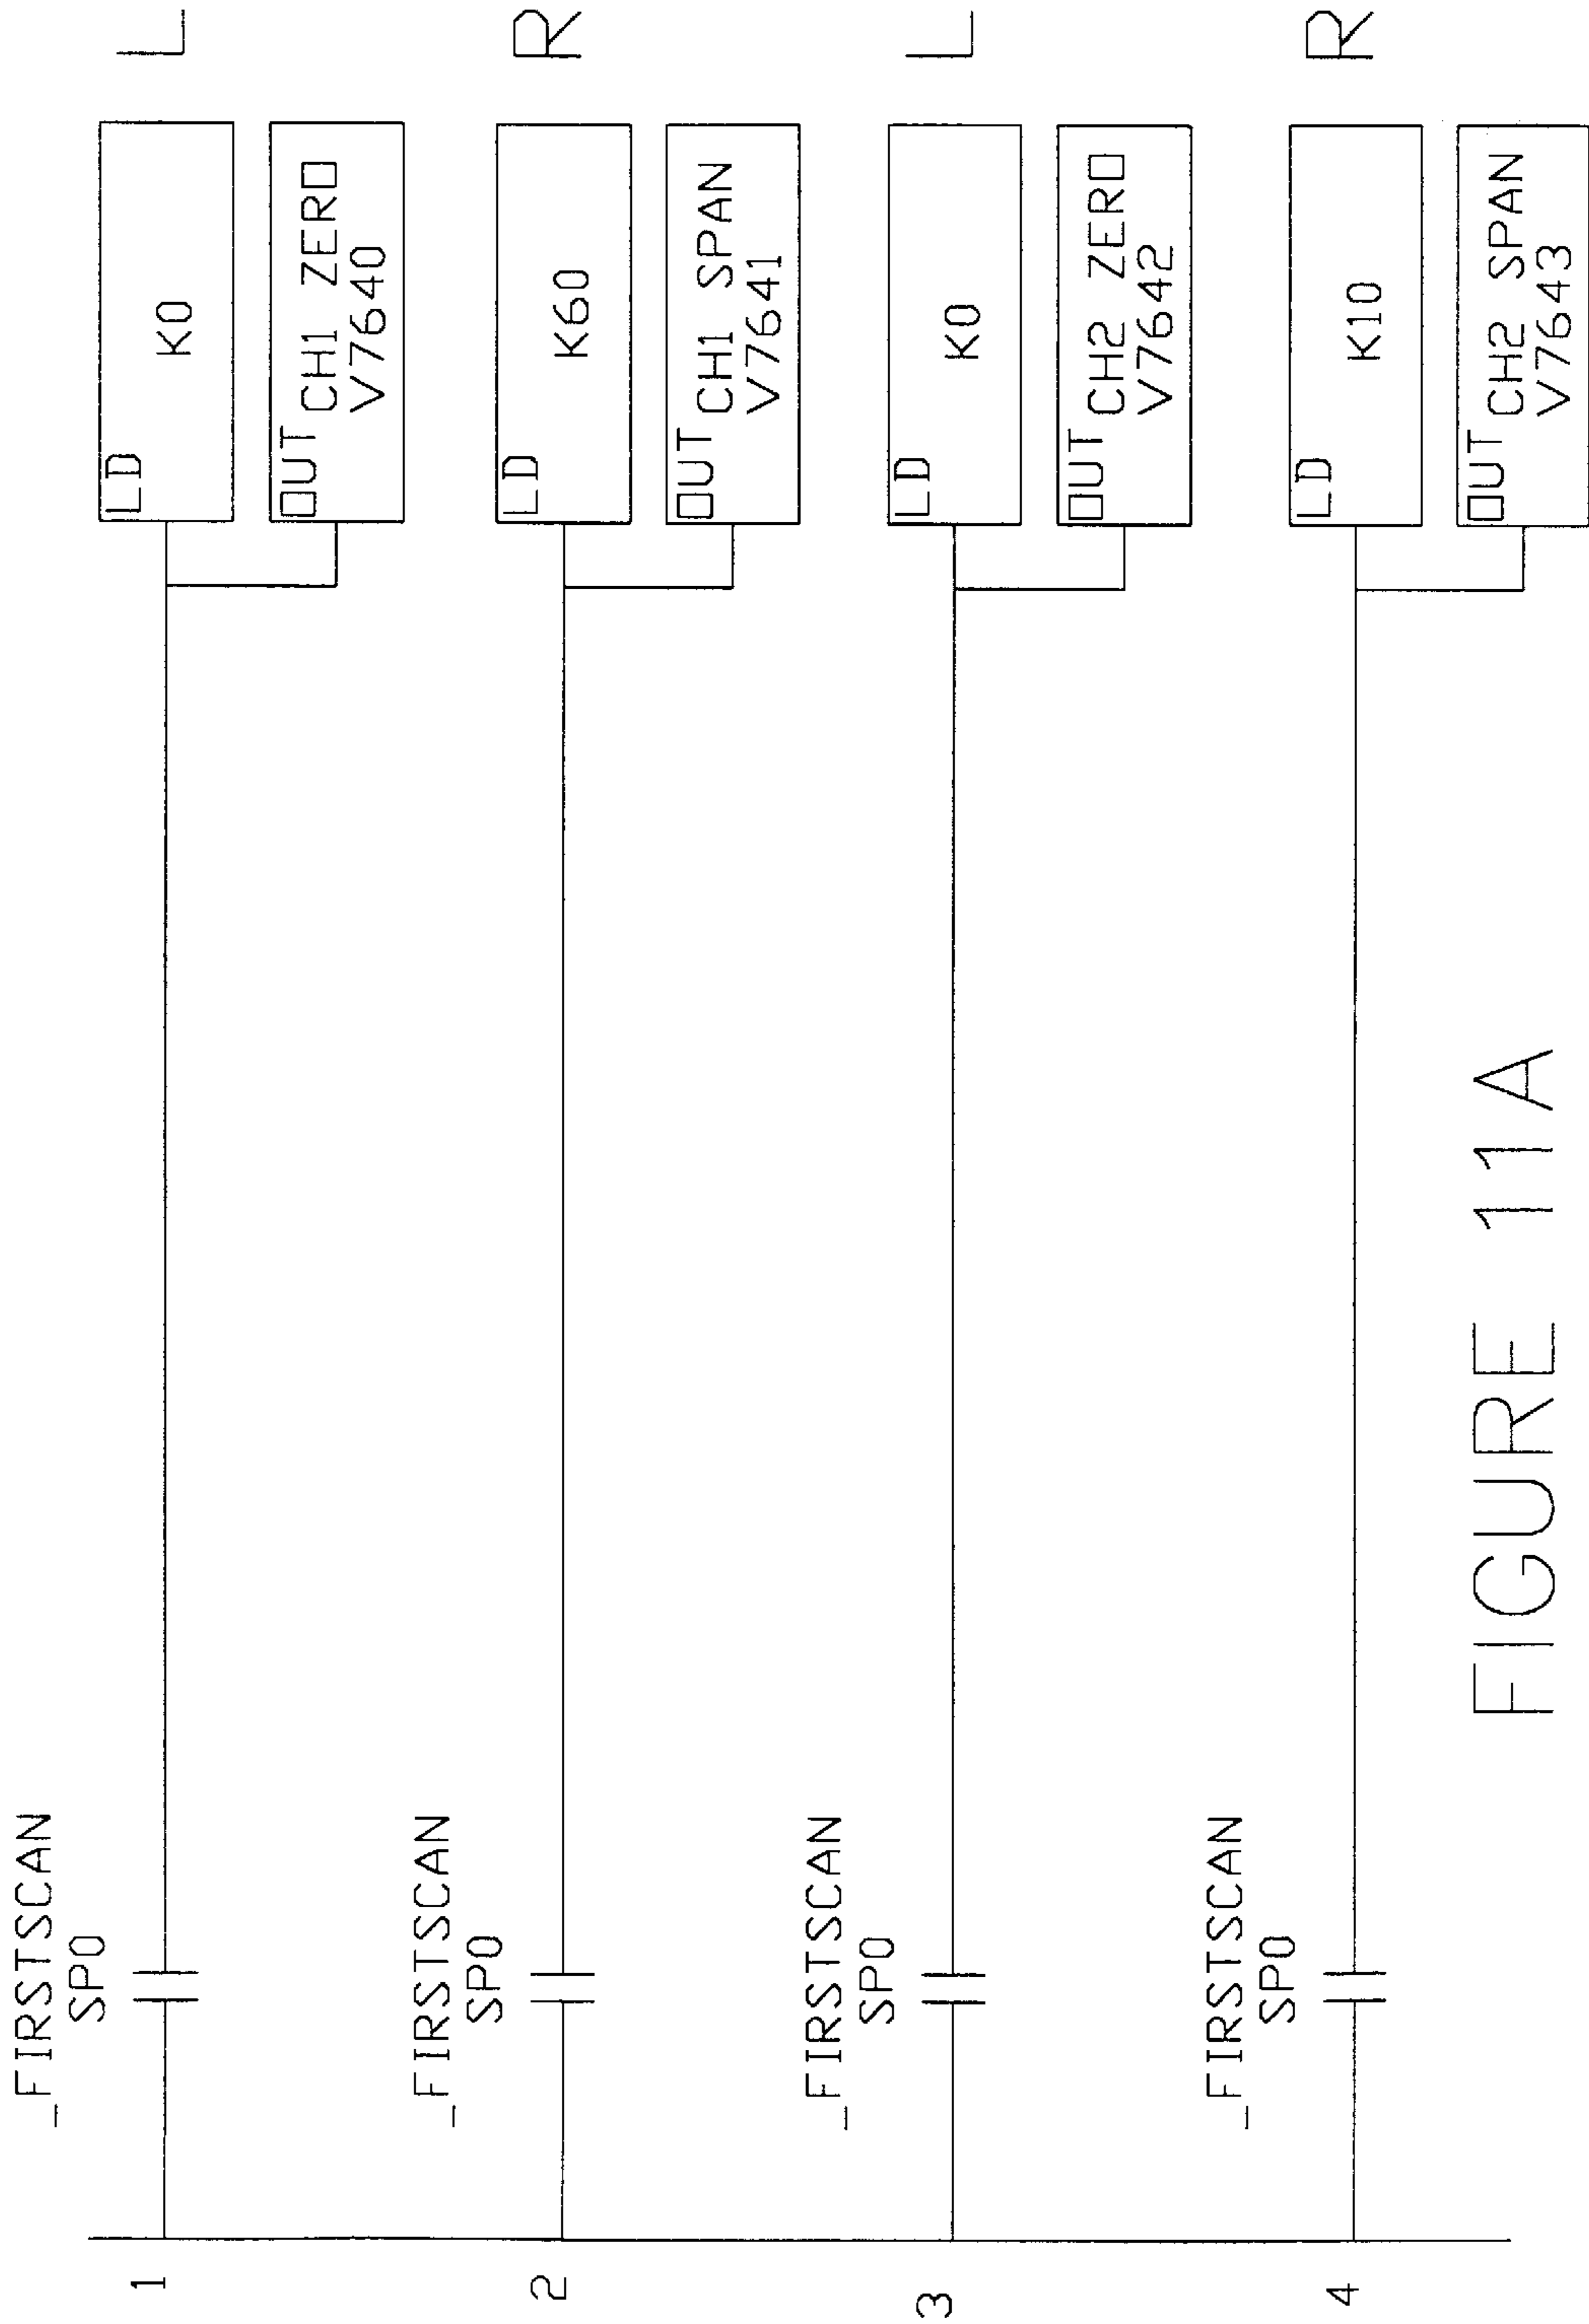 _FIRSTSCAN
SP0
1
LD
K0
L
OUT
CH1 ZERO
V7640
_FIRSTSCAN
SP0
2
LD
K60
R
OUT
CH1 SPAN
V7641
_FIRSTSCAN
SP0
3
LD
K0
L
OUT
CH2 ZERO
V7642
_FIRSTSCAN
SP0
4
LD
K10
R
OUT
CH2 SPAN
V7643
FIGURE 11A